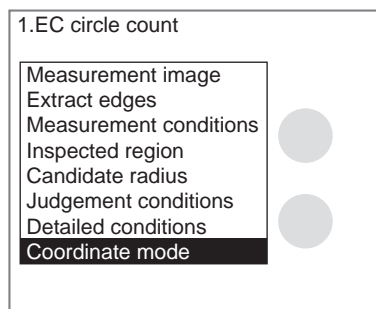 1.EC circle count
Measurement image
Extract edges
Measurement conditions
Inspected region
Candidate radius
Judgement conditions
Detailed conditions
Coordinate mode